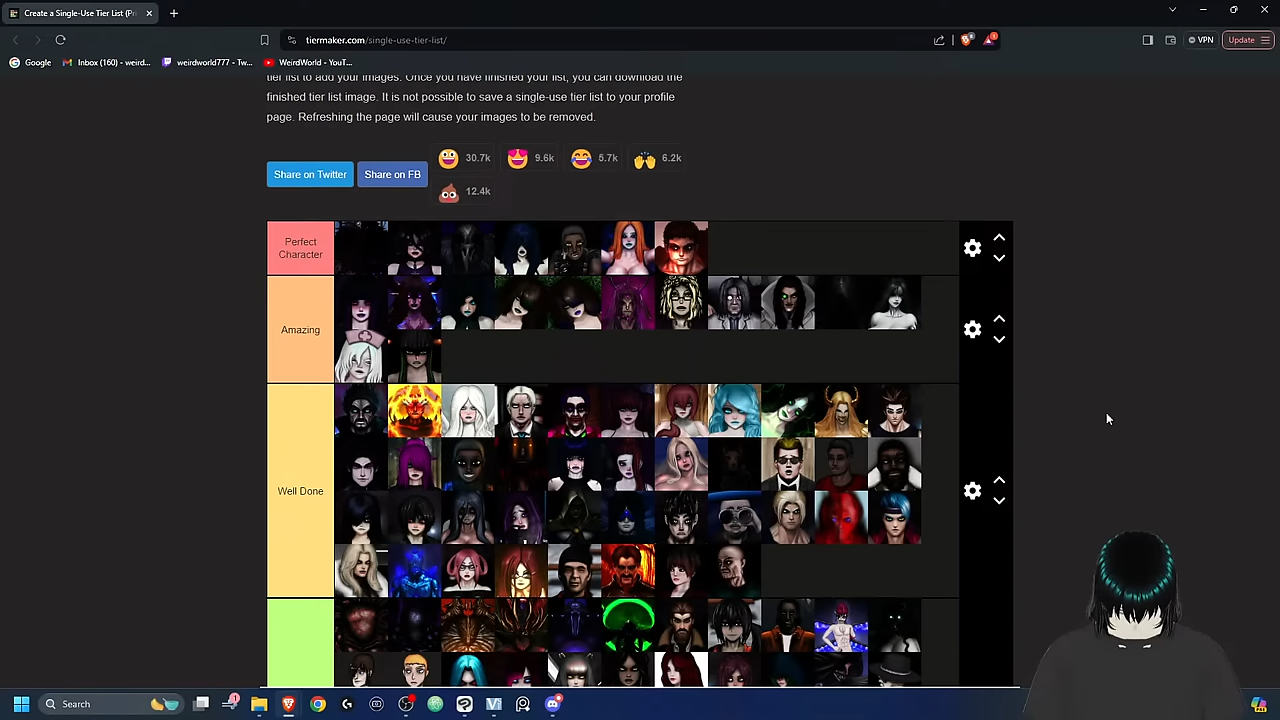 Create a Single-Use Tier List (Pr
tiermaker.com/single-use-tier-list/
VPN
Update
Google
Inbox (160) - weird...
weirdworld777 - Tw...
WeirdWorld - YouT...
tier list to add your images. Once you have finished your list, you can download the
finished tier list image. It is not possible to save a single-use tier list to your profile
page. Refreshing the page will cause your images to be removed.
Share on Twitter
Share on FB
30.7k
9.6k
5.7k
6.2k
12.4k
Perfect
Character
Amazing
Well Done
Search